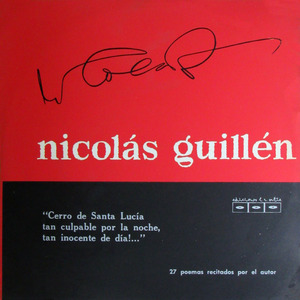 nicolás guillén
"Cerro de Santa Lucía
tan culpable por la noche,
tan inocente de día!..."
27 poemas recitados por el autor